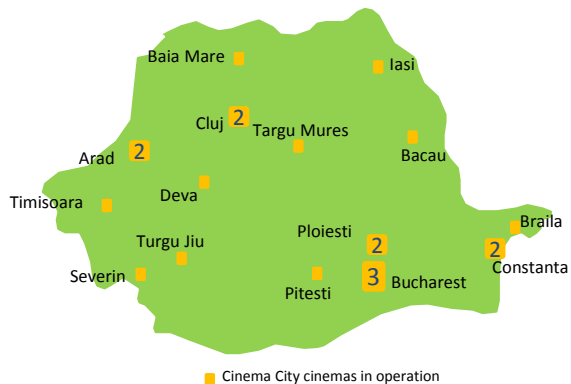 Baia Mare
Iasi
Cluj 2
Targu Mures
Bacau
Arad 2
Deva
Timisoara
Braila
Ploiesti 2
2
Constanta
Turgu Jiu
Severin
Pitesti
3 Bucharest
Cinema City cinemas in operation